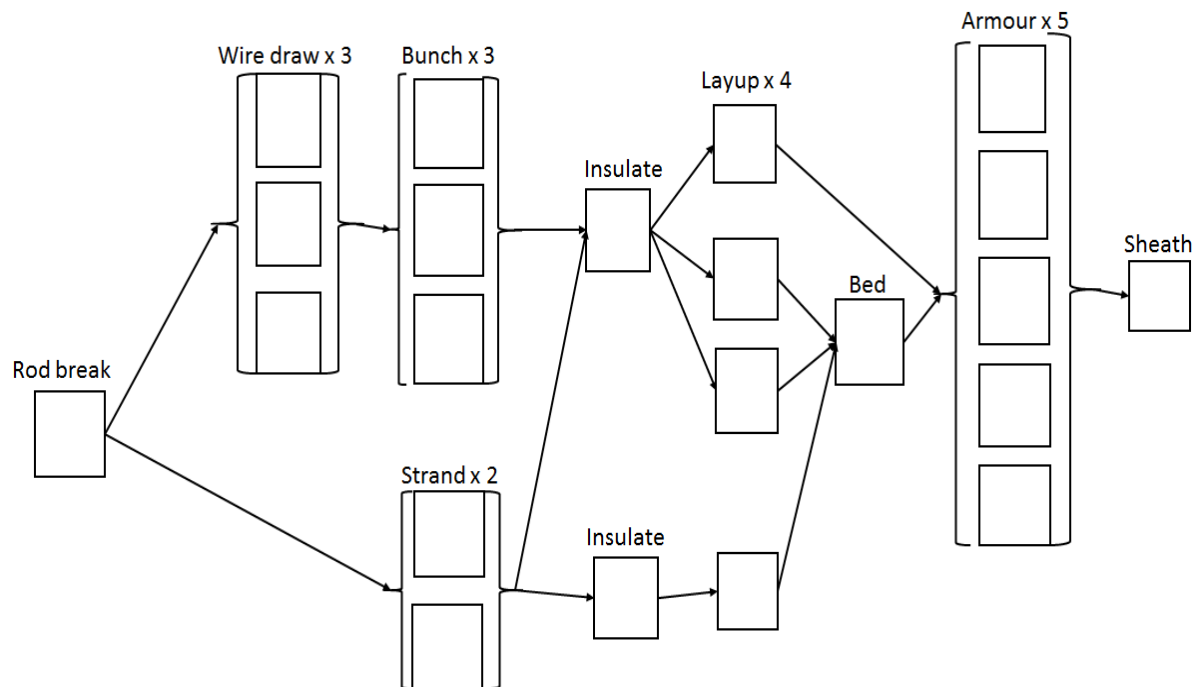 Armour x 5
Wire draw x 3
Bunch x 3
Layup x 4
Insulate
Sheath
Bed
Rod break
Strand x 2
Insulate